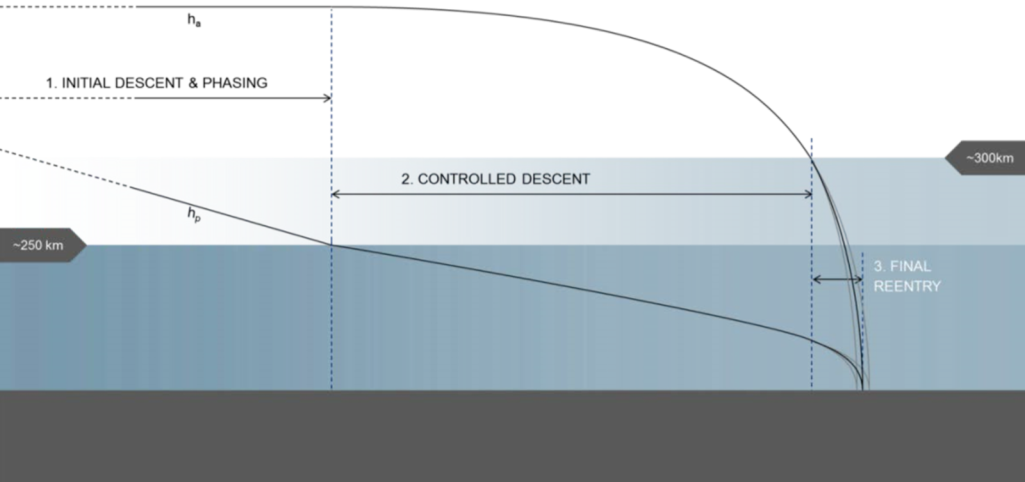 hₐ
1. INITIAL DESCENT & PHASING
~300km
2. CONTROLLED DESCENT
hₚ
~250 km
3. FINAL
REENTRY